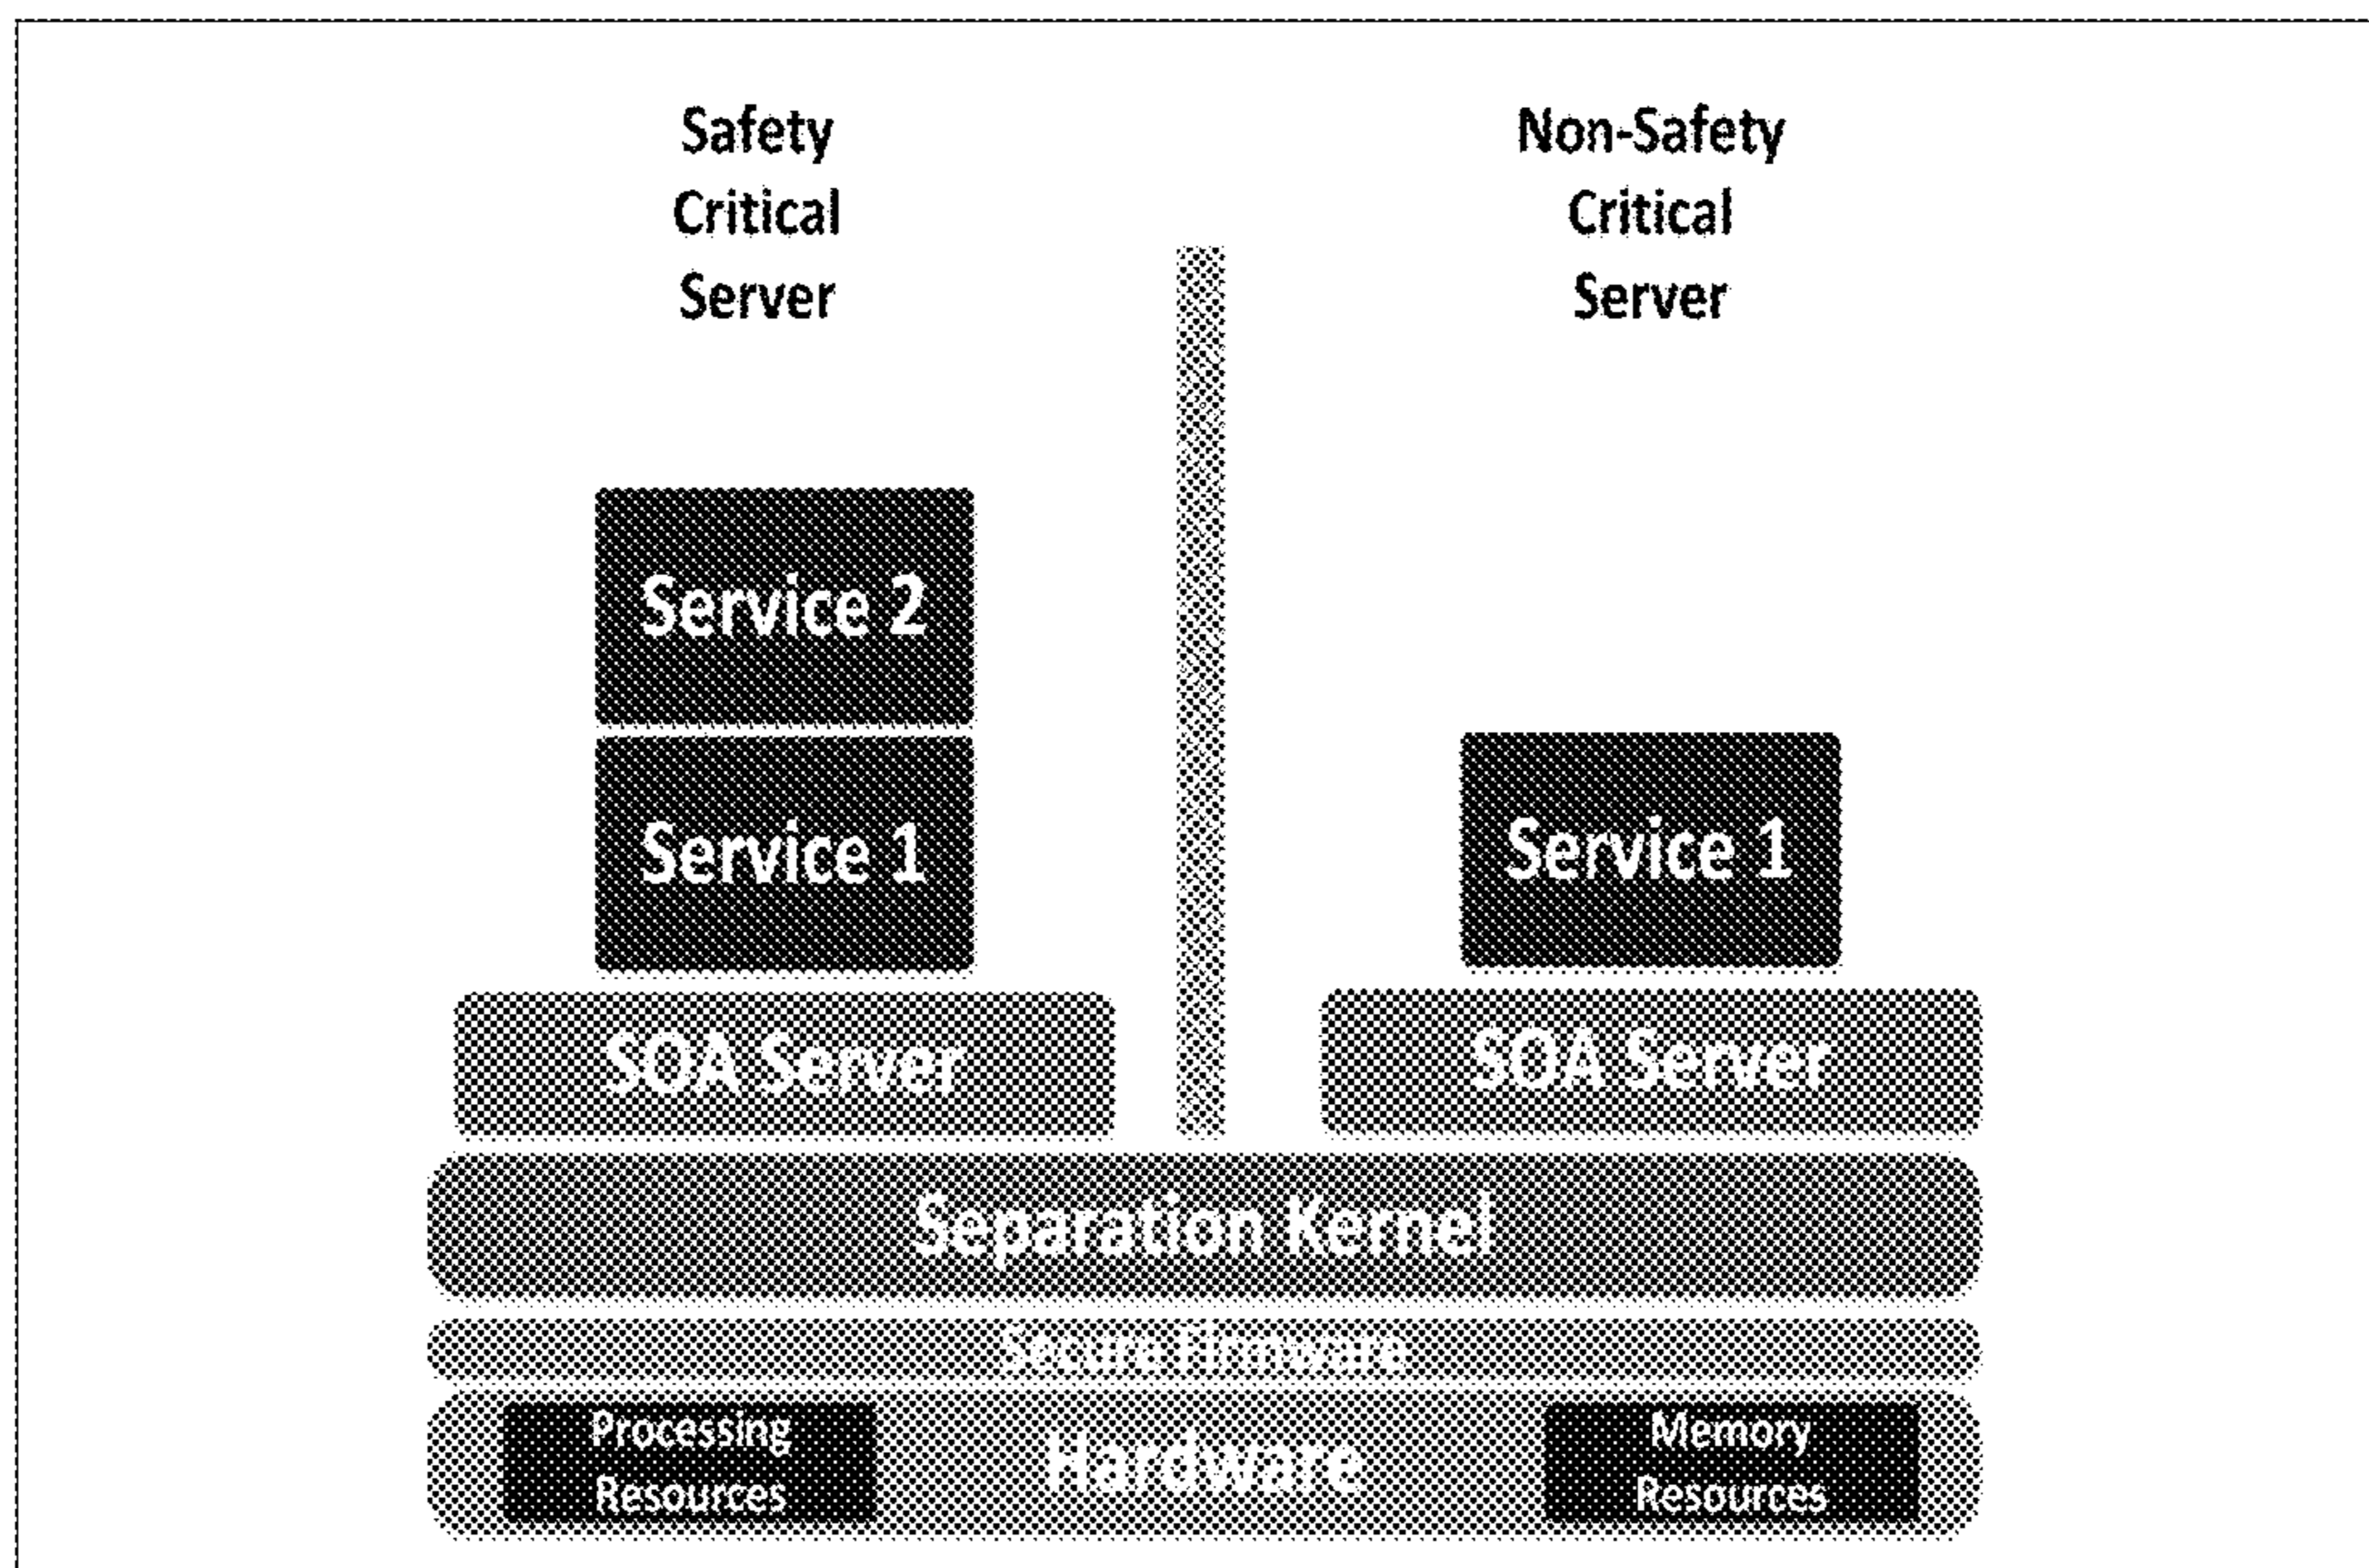 Safety
Critical
Server
Non-Safety
Critical
Server
Service 2
Service 1
Service 1
SOA Server
SOA Server
Separation Kernel
Secure Firmware
Processing
Resources
Hardware
Memory
Resources